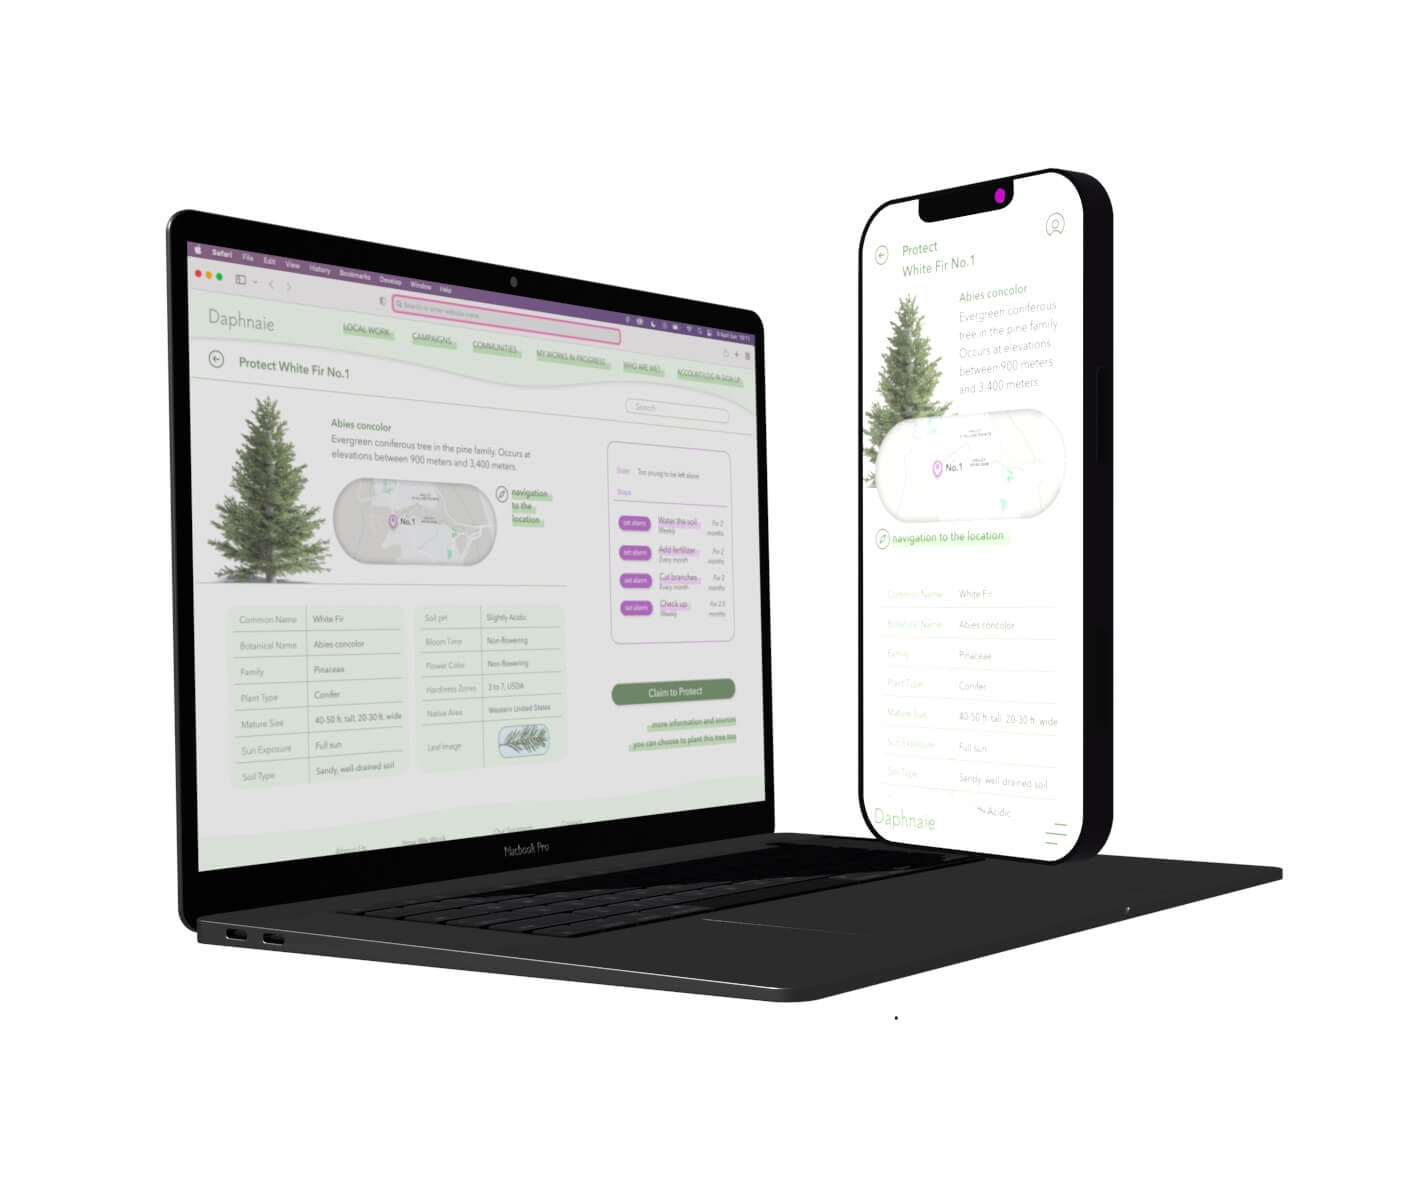 Safari File Edit View History Bookmarks Develop Window Help
Search or enter website name
Daphnaie
LOCAL WORK
CAMPAIGNS
COMMUNITIES
MY WORKS IN PROGRESS
WHO ARE WE?
Protect White Fir No.1
Search
Abies concolor
Evergreen coniferous tree in the pine family. Occurs at
elevations between 900 meters and 3,400 meters.
No.1
navigation
to the
location
State: Too young to be left alone
Steps
set alarm Water the soil For 2
Weekly months
set alarm Add fertilizer For 2
Every month months
set alarm Cut branches For 2
Every month months
set alarm Check up For 2.5
Weekly months
Common Name White Fir
Botanical Name Abies concolor
Family Pinaceae
Plant Type Conifer
Mature Size 40-50 ft. tall, 20-30 ft. wide
Sun Exposure Full sun
Soil Type Sandy, well-drained soil
Soil pH Slightly Acidic
Bloom Time Non-flowering
Flower Color Non-flowering
Hardiness Zones 3 to 7, USDA
Native Area Western United States
Leaf Image
Claim to Protect
more information and stories
you can choose to plant this tree too
Macbook Pro
Protect
White Fir No.1
Abies concolor
Evergreen coniferous
tree in the pine family.
Occurs at elevations
between 900 meters
and 3,400 meters.
No.1
navigation to the location
Common Name White Fir
Botanical Name Abies concolor
Family Pinaceae
Plant Type Conifer
Mature Size 40-50 ft. tall, 20-30 ft. wide
Sun Exposure Full sun
Soil Type Sandy, well-drained soil
Acidic
Daphnaie